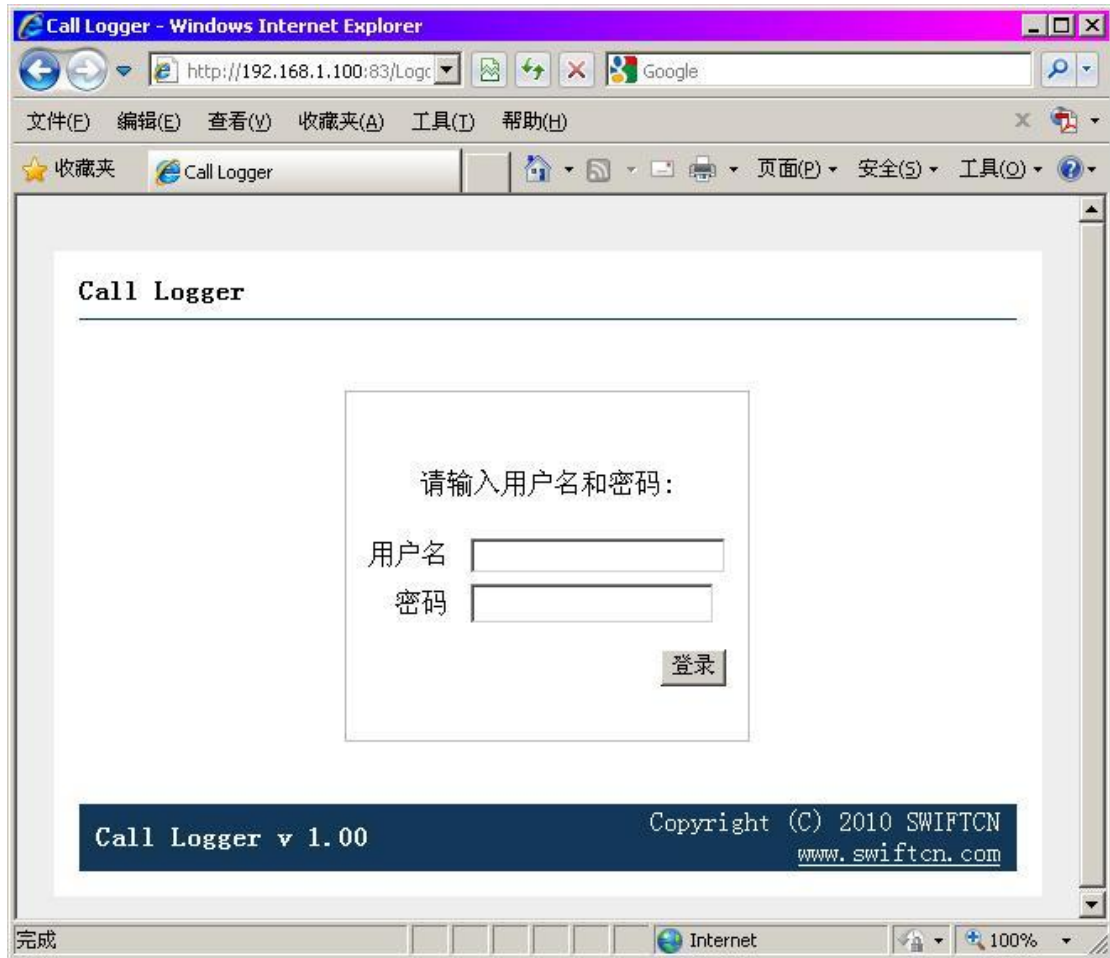 Call Logger - Windows Internet Explorer
http://192.168.1.100:83/Logo
Google
文件(F) 编辑(E) 查看(V) 收藏夹(A) 工具(T) 帮助(H)
收藏夹 Call Logger 页面(P) 安全(S) 工具(O)
Call Logger
请输入用户名和密码:
用户名
密码
登录
Call Logger v 1.00
Copyright (C) 2010 SWIFTCN
www.swiftcn.com
完成 Internet 100%